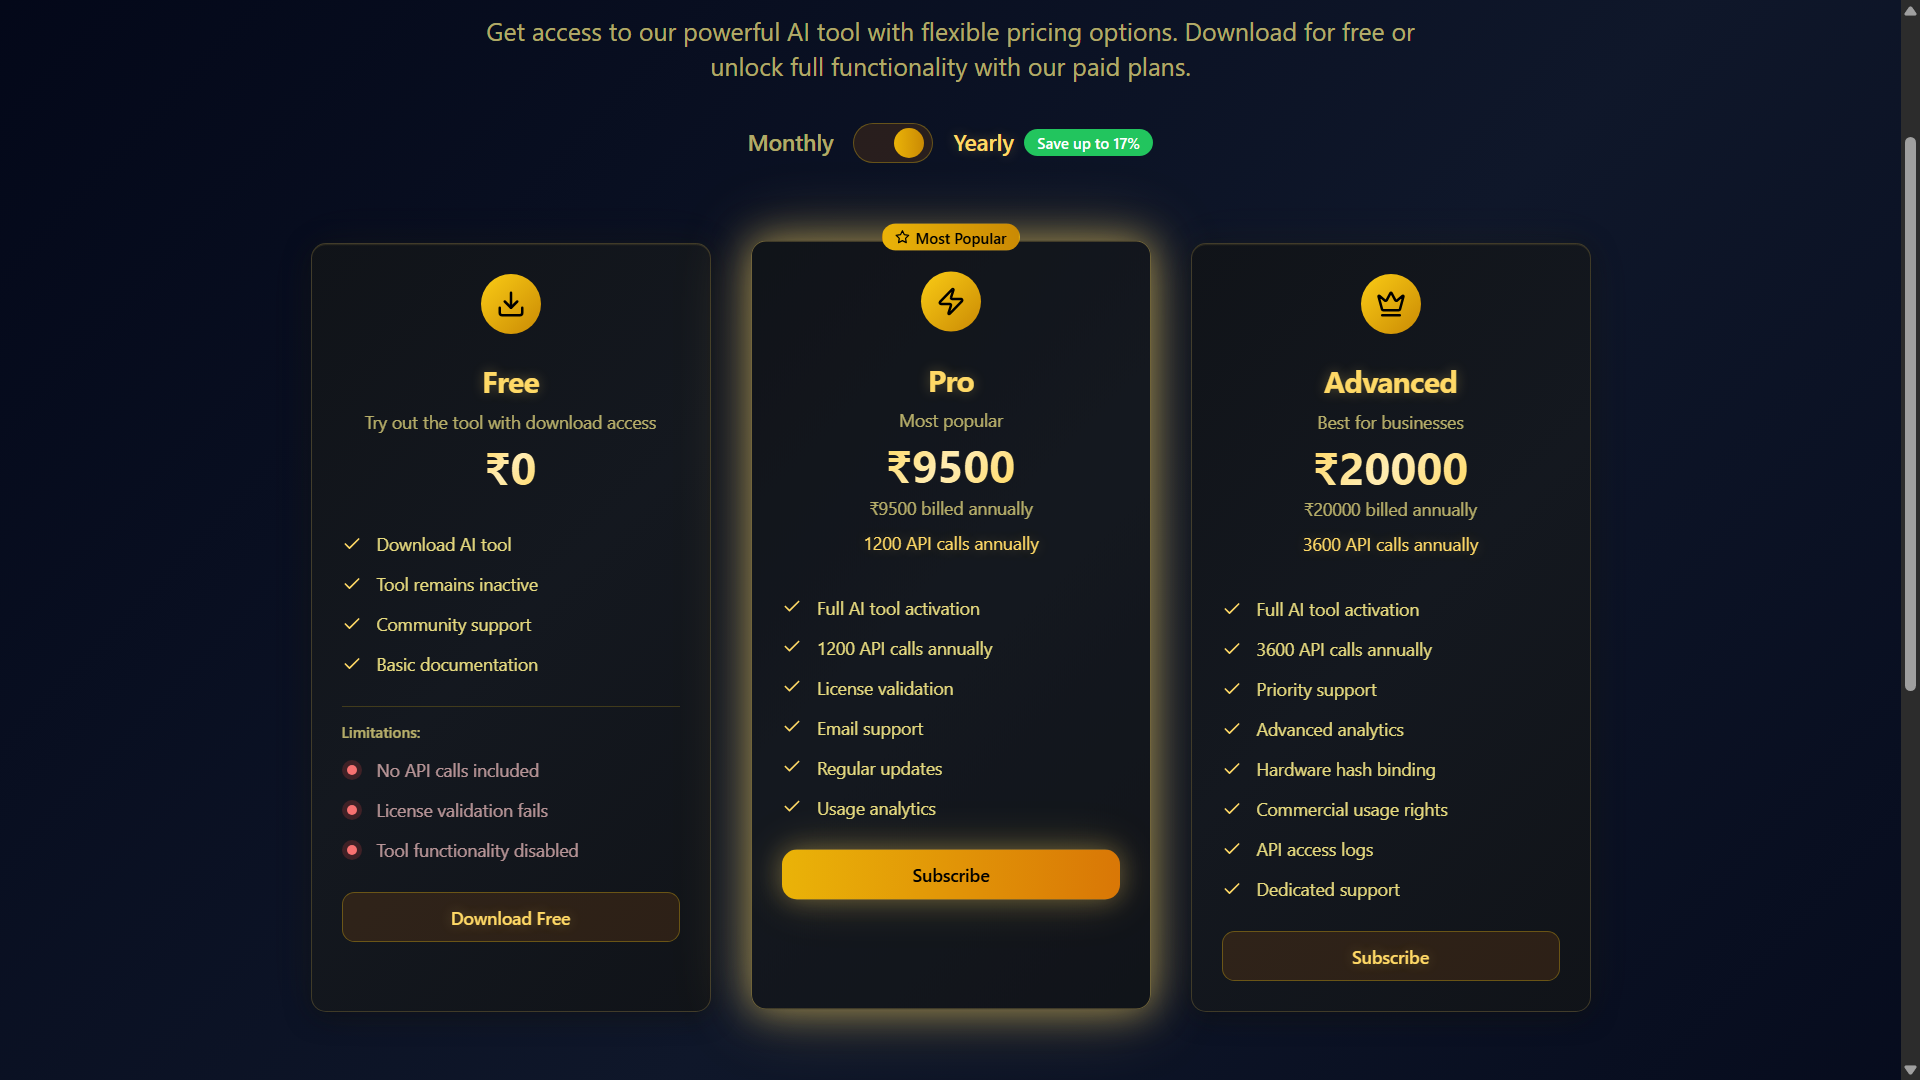 Get access to our powerful AI tool with flexible pricing options. Download for free or
unlock full functionality with our paid plans.
Monthly
Yearly
Save up to 17%
Free
Try out the tool with download access
₹0
Download AI tool
Tool remains inactive
Community support
Basic documentation
Limitations:
No API calls included
License validation fails
Tool functionality disabled
Download Free
Most Popular
Pro
Most popular
₹9500
₹9500 billed annually
1200 API calls annually
Full AI tool activation
1200 API calls annually
License validation
Email support
Regular updates
Usage analytics
Subscribe
Advanced
Best for businesses
₹20000
₹20000 billed annually
3600 API calls annually
Full AI tool activation
3600 API calls annually
Priority support
Advanced analytics
Hardware hash binding
Commercial usage rights
API access logs
Dedicated support
Subscribe